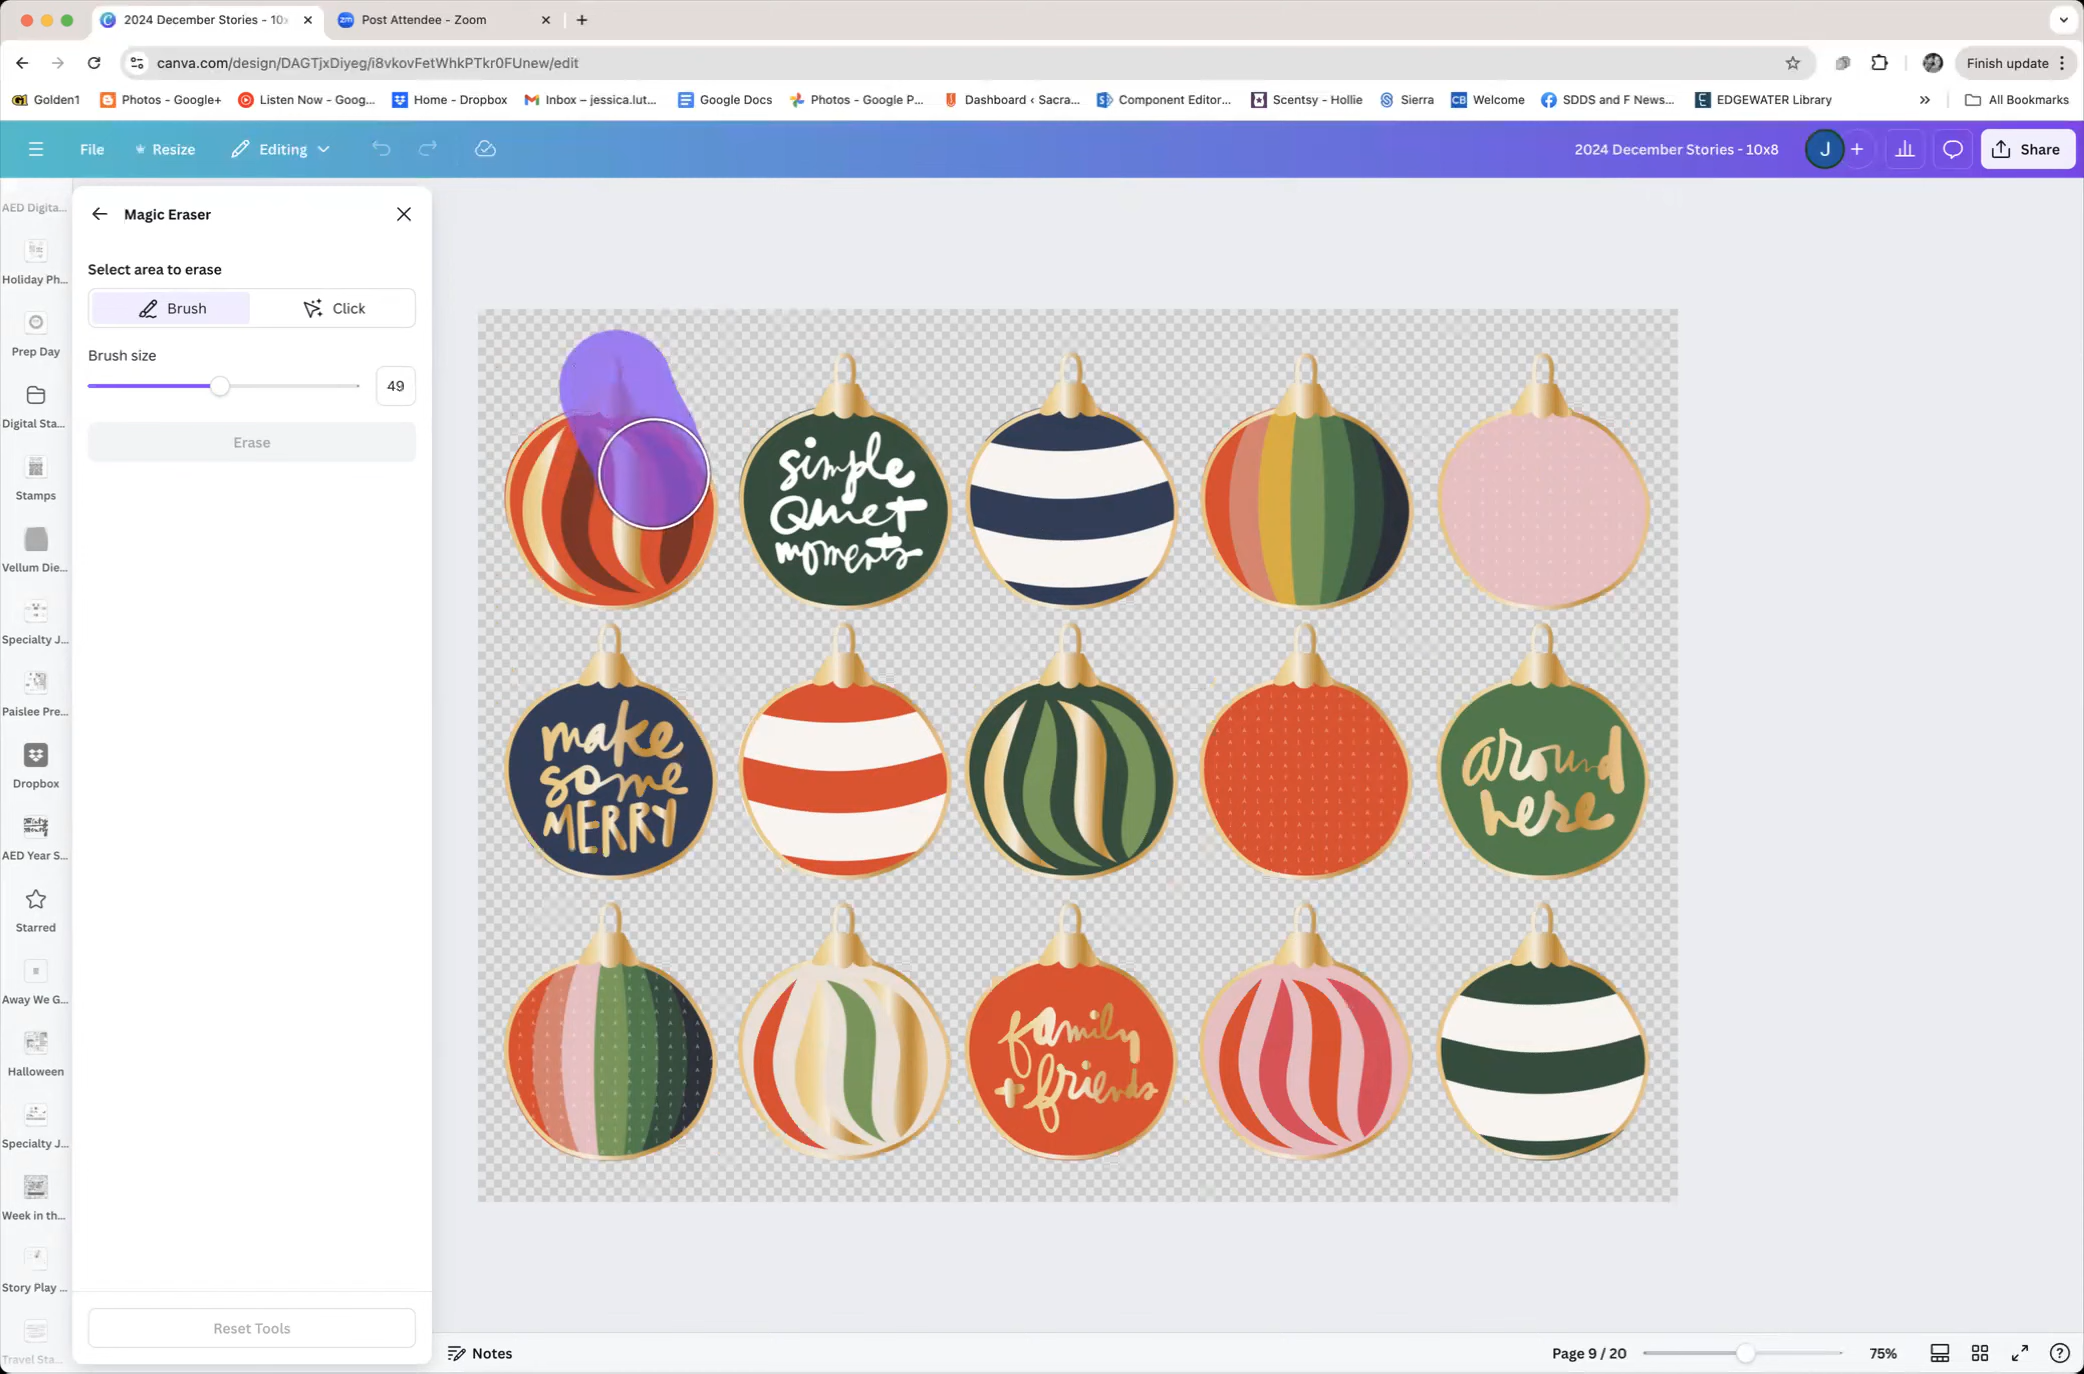 2024 December Stories - 10x
Post Attendee - Zoom
canva.com/design/DAGTjxDiyeg/i8vkovFetWhkPTkr0FUnew/edit
Finish update
Golden1
Photos - Google+
Listen Now - Goog...
Home - Dropbox
Inbox – jessica.lut...
Google Docs
Photos - Google P...
Dashboard ‹ Sacra...
Component Editor...
Scentsy - Hollie
Sierra
CB Welcome
SDDS and F News...
EDGEWATER Library
All Bookmarks
File
Resize
Editing
2024 December Stories - 10x8
J
Share
AED Digita...
Holiday Ph...
Prep Day
Digital Sta...
Stamps
Vellum Die...
Specialty J...
Paislee Pre...
Dropbox
AED Year S...
Starred
Away We G...
Halloween
Specialty J...
Week in th...
Story Play ...
Travel Sta...
Magic Eraser
Select area to erase
Brush
Click
Brush size
49
Erase
Reset Tools
simple
Quiet
moments
make
some
MERRY
around
here
family
+ friends
Notes
Page 9 / 20
75%